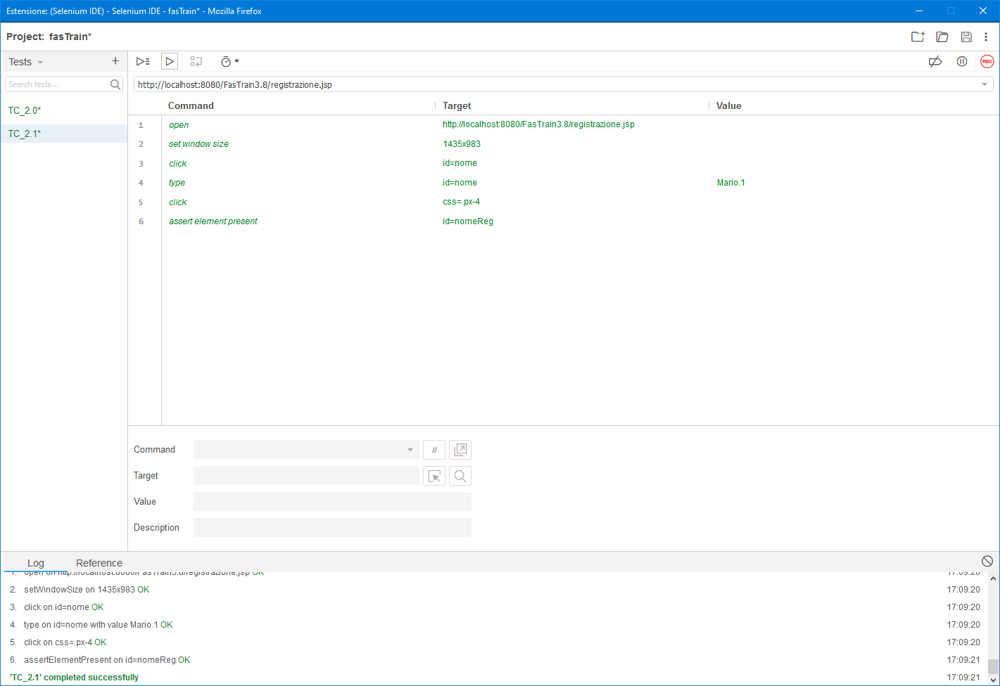 Estensione: (Selenium IDE) - Selenium IDE - fasTrain* - Mozilla Firefox
Project: fasTrain*
Tests
Search tests...
TC_2.0*
TC_2.1*
REC
http://localhost:8080/FasTrain3.8/registrazione.jsp
Command Target Value
1 open http://localhost:8080/FasTrain3.8/registrazione.jsp
2 set window size 1435x983
3 click id=nome
4 type id=nome Mario.1
5 click css=.px-4
6 assert element present id=nomeReg
Command //
Target
Value
Description
Log Reference
1. open on http://localhost:8080/FasTrain3.8/registrazione.jsp OK 17:09:20
2. setWindowSize on 1435x983 OK 17:09:20
3. click on id=nome OK 17:09:20
4. type on id=nome with value Mario.1 OK 17:09:20
5. click on css=.px-4 OK 17:09:20
6. assertElementPresent on id=nomeReg OK 17:09:21
'TC_2.1' completed successfully 17:09:21